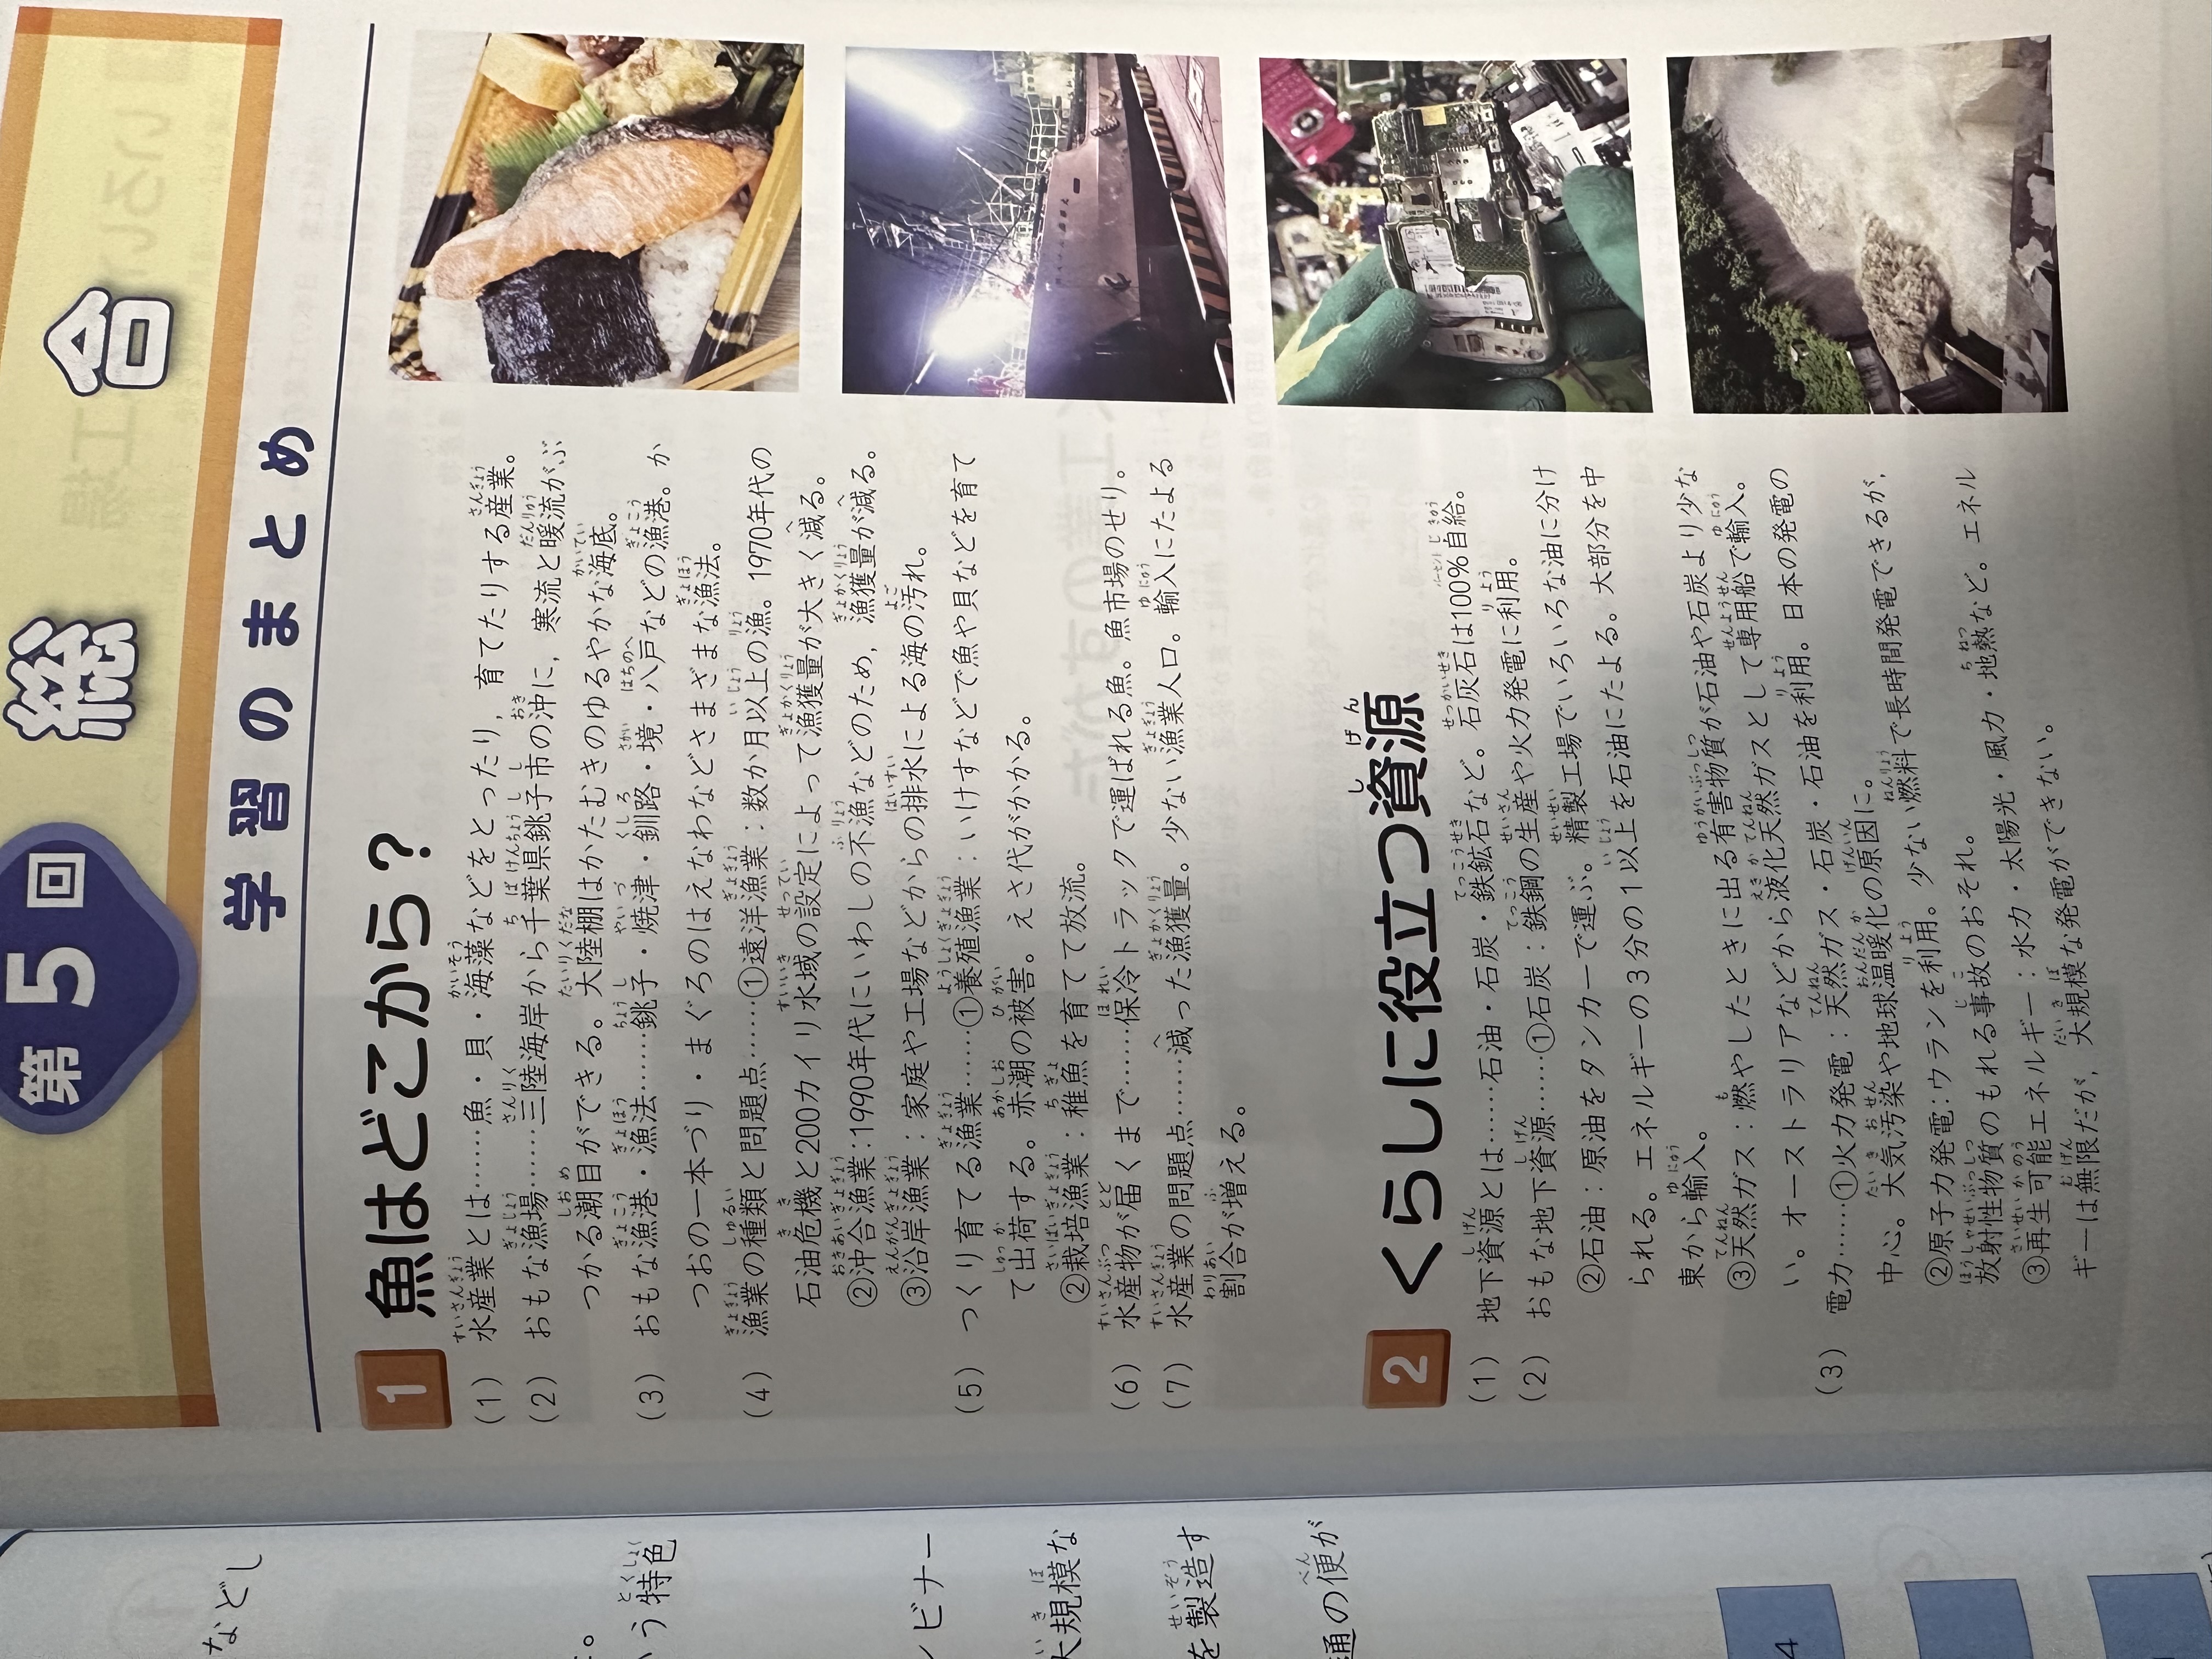 第5回 総合
学習のまとめ
1 魚はどこから？
(1) 水産業とは……魚・貝・海藻などをとったり，育てたりする産業。
(2) おもな漁場……三陸海岸から千葉県銚子市の沖に，寒流と暖流がぶ
つかる潮目ができる。大陸棚はかたむきのゆるやかな海底。
(3) おもな漁港・漁法……銚子・焼津・釧路・境・八戸などの漁港。か
つおの一本づり・まぐろのはえなわなどさまざまな漁法。
(4) 漁業の種類と問題点……①遠洋漁業：数か月以上の漁。1970年代の
石油危機と200カイリ水域の設定によって漁獲量が大きく減る。
②沖合漁業：1990年代にいわしの不漁などのため，漁獲量が減る。
③沿岸漁業：家庭や工場などからの排水による海の汚れ。
(5) つくり育てる漁業……①養殖漁業：いけすなどで魚や貝などを育て
て出荷する。赤潮の被害。えさ代がかかる。
②栽培漁業：稚魚を育てて放流。
(6) 水産物が届くまで……保冷トラックで運ばれる魚。魚市場のせり。
(7) 水産業の問題点……減った漁獲量。少ない漁業人口。輸入にたよる
割合が増える。
2 くらしに役立つ資源
(1) 地下資源とは……石油・石炭・鉄鉱石など。石灰石は100％自給。
(2) おもな地下資源……①石炭：鉄鋼の生産や火力発電に利用。
②石油：原油をタンカーで運ぶ。精製工場でいろいろな油に分け
られる。エネルギーの3分の1以上を石油にたよる。大部分を中
東から輸入。
③天然ガス：燃やしたときに出る有害物質が石油や石炭より少な
い。オーストラリアなどから液化天然ガスとして専用船で輸入。
(3) 電力……①火力発電：天然ガス・石炭・石油を利用。日本の発電の
中心。大気汚染や地球温暖化の原因に。
②原子力発電：ウランを利用。少ない燃料で長時間発電できるが，
放射性物質のもれる事故のおそれ。
③再生可能エネルギー：水力・太陽光・風力・地熱など。エネル
ギーは無限だが，大規模な発電ができない。
などし
う特色
ビナー
大規模な
を製造す
通の便が
4